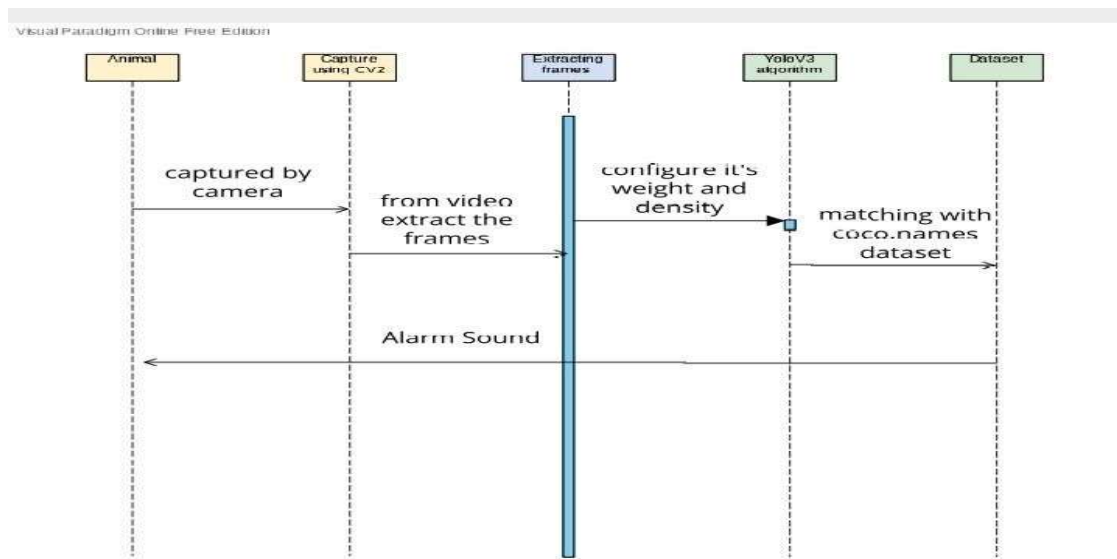 Visual Paradigm Online Free Edition
Animal
Capture
using CV2
Extracting
frames
YoloV3
algorithm
Dataset
captured by
camera
from video
extract the
frames
configure it's
weight and
density
matching with
coco.names
dataset
Alarm Sound